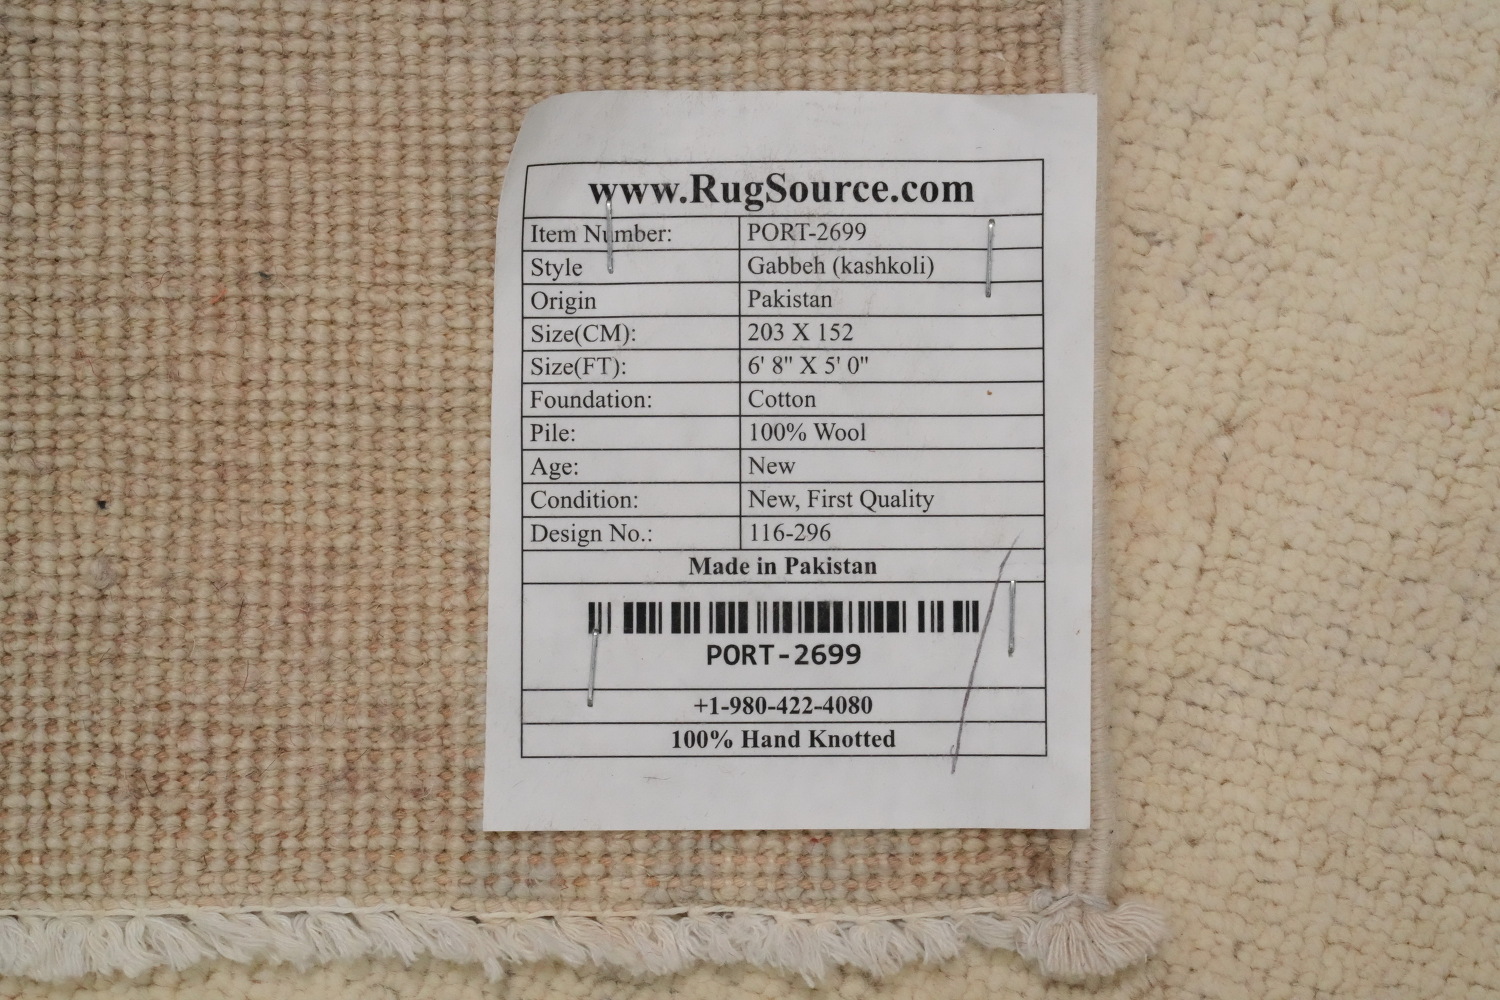 www.RugSource.com
Item Number: PORT-2699
Style Gabbeh (kashkoli)
Origin Pakistan
Size(CM): 203 X 152
Size(FT): 6' 8" X 5' 0"
Foundation: Cotton
Pile: 100% Wool
Age: New
Condition: New, First Quality
Design No.: 116-296
Made in Pakistan
PORT-2699
+1-980-422-4080
100% Hand Knotted